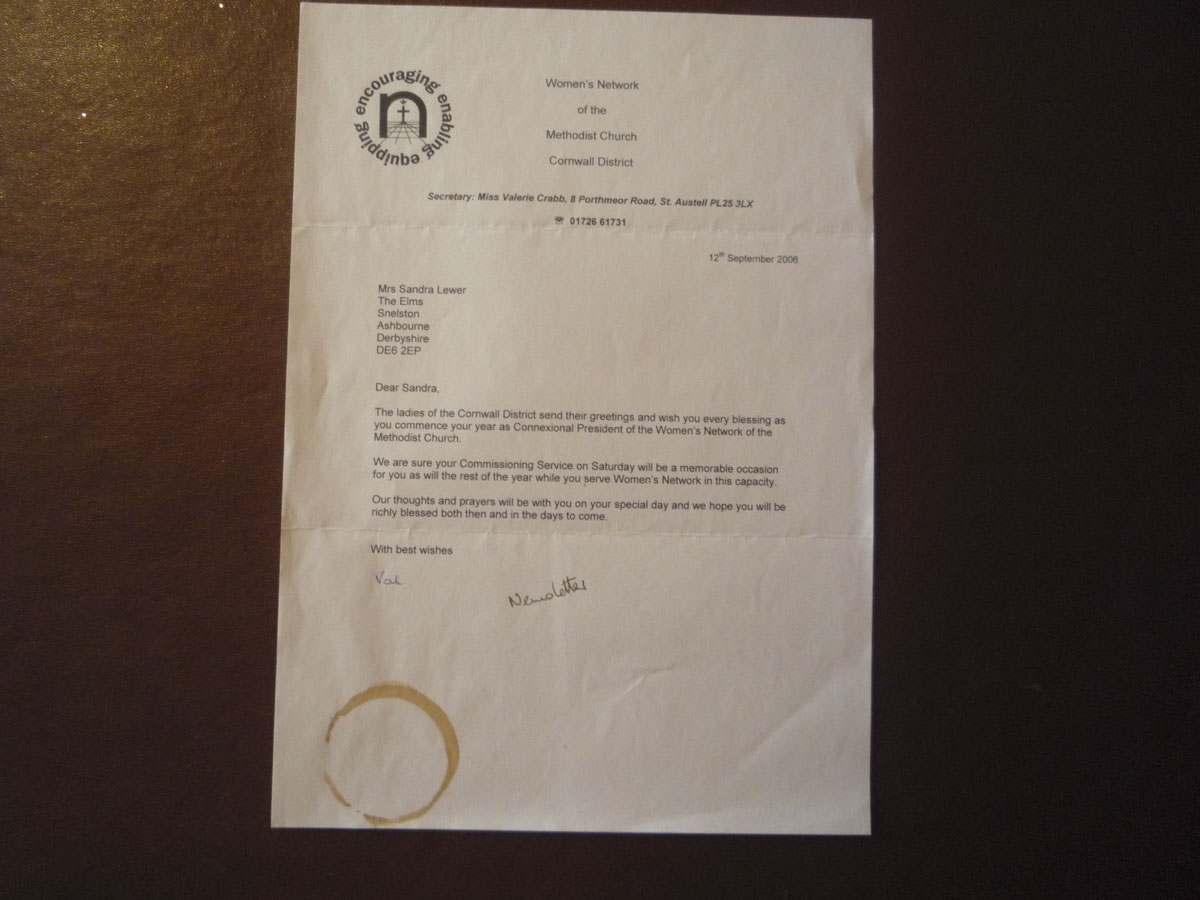 encouraging enabling equipping
n
Women's Network
of the
Methodist Church
Cornwall District
Secretary: Miss Valerie Crabb, 8 Porthmeor Road, St. Austell PL25 3LX
☎ 01726 61731
12th September 2006
Mrs Sandra Lewer
The Elms
Snelston
Ashbourne
Derbyshire
DE6 2EP
Dear Sandra,
The ladies of the Cornwall District send their greetings and wish you every blessing as
you commence your year as Connexional President of the Women's Network of the
Methodist Church.
We are sure your Commissioning Service on Saturday will be a memorable occasion
for you as will the rest of the year while you serve Women's Network in this capacity.
Our thoughts and prayers will be with you on your special day and we hope you will be
richly blessed both then and in the days to come.
With best wishes
Val
Newsletter